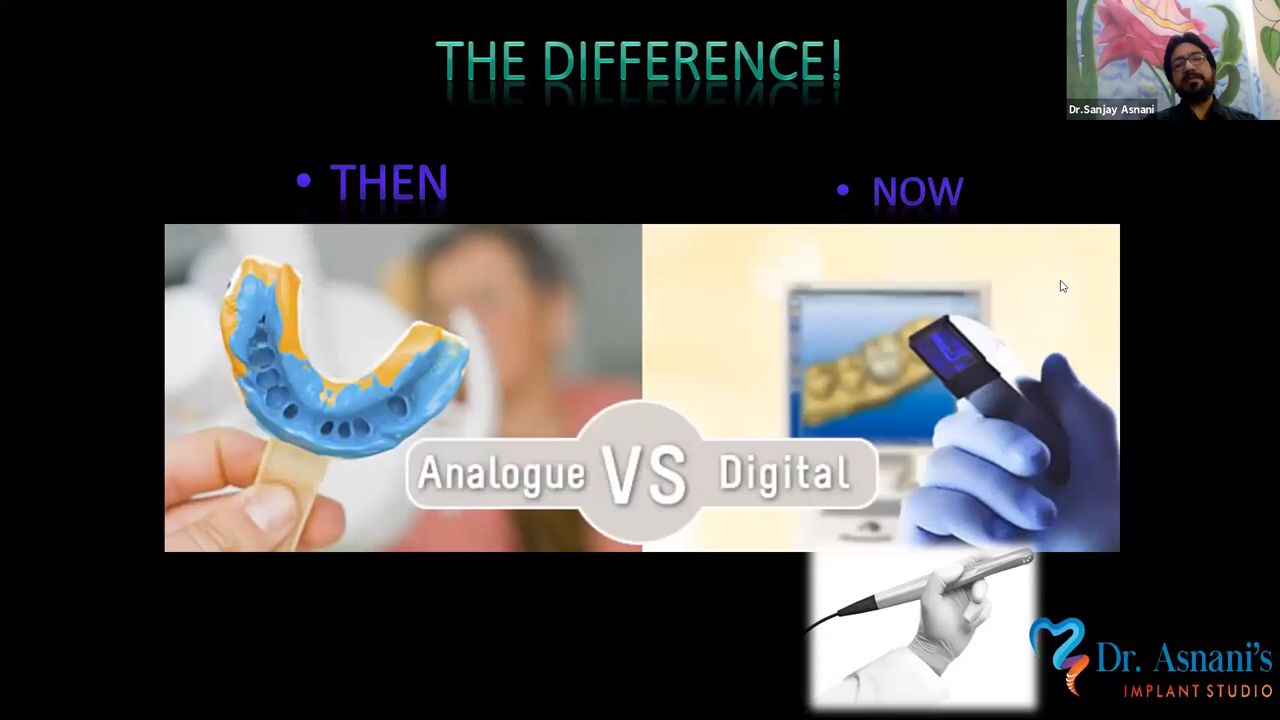 THE DIFFERENCE!
Dr.Sanjay Asnani
• THEN
• NOW
Analogue VS Digital
Dr. Asnani's
IMPLANT STUDIO